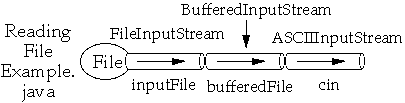 BufferedInputStream
Reading
File
Example.
java
FileInputStream
ASCIIInputStream
File
inputFile
bufferedFile
cin